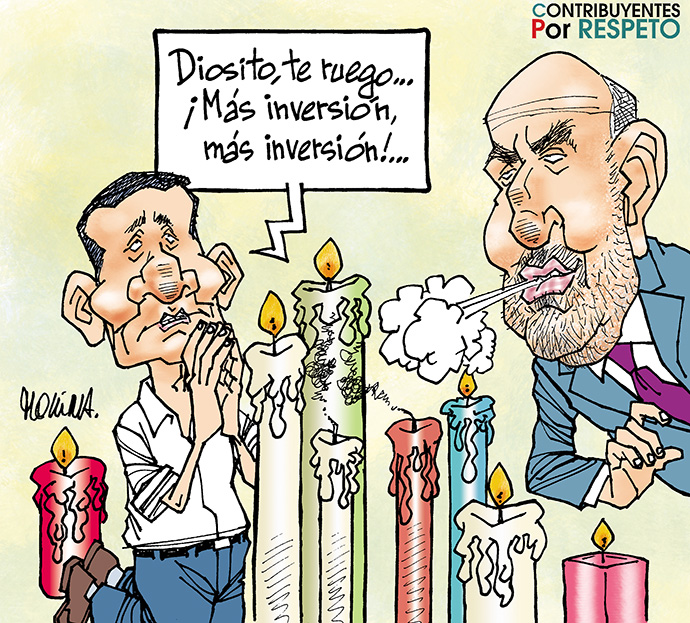 CONTRIBUYENTES
Por RESPETO
Diosito, te ruego...
¡Más inversión,
más inversión!...
MOLINA.